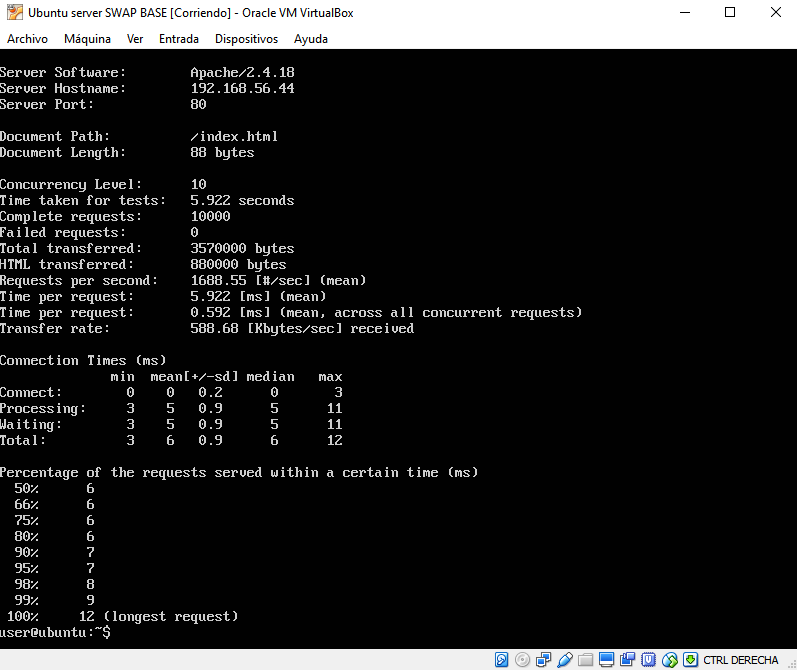 Ubuntu server SWAP BASE [Corriendo] - Oracle VM VirtualBox
Archivo Máquina Ver Entrada Dispositivos Ayuda
Server Software: Apache/2.4.18
Server Hostname: 192.168.56.44
Server Port: 80
Document Path: /index.html
Document Length: 88 bytes
Concurrency Level: 10
Time taken for tests: 5.922 seconds
Complete requests: 10000
Failed requests: 0
Total transferred: 3570000 bytes
HTML transferred: 880000 bytes
Requests per second: 1688.55 [#/sec] (mean)
Time per request: 5.922 [ms] (mean)
Time per request: 0.592 [ms] (mean, across all concurrent requests)
Transfer rate: 588.68 [Kbytes/sec] received
Connection Times (ms)
min mean[+/-sd] median max
Connect: 0 0 0.2 0 3
Processing: 3 5 0.9 5 11
Waiting: 3 5 0.9 5 11
Total: 3 6 0.9 6 12
Percentage of the requests served within a certain time (ms)
50% 6
66% 6
75% 6
80% 6
90% 7
95% 7
98% 8
99% 9
100% 12 (longest request)
user@ubuntu:~$
CTRL DERECHA